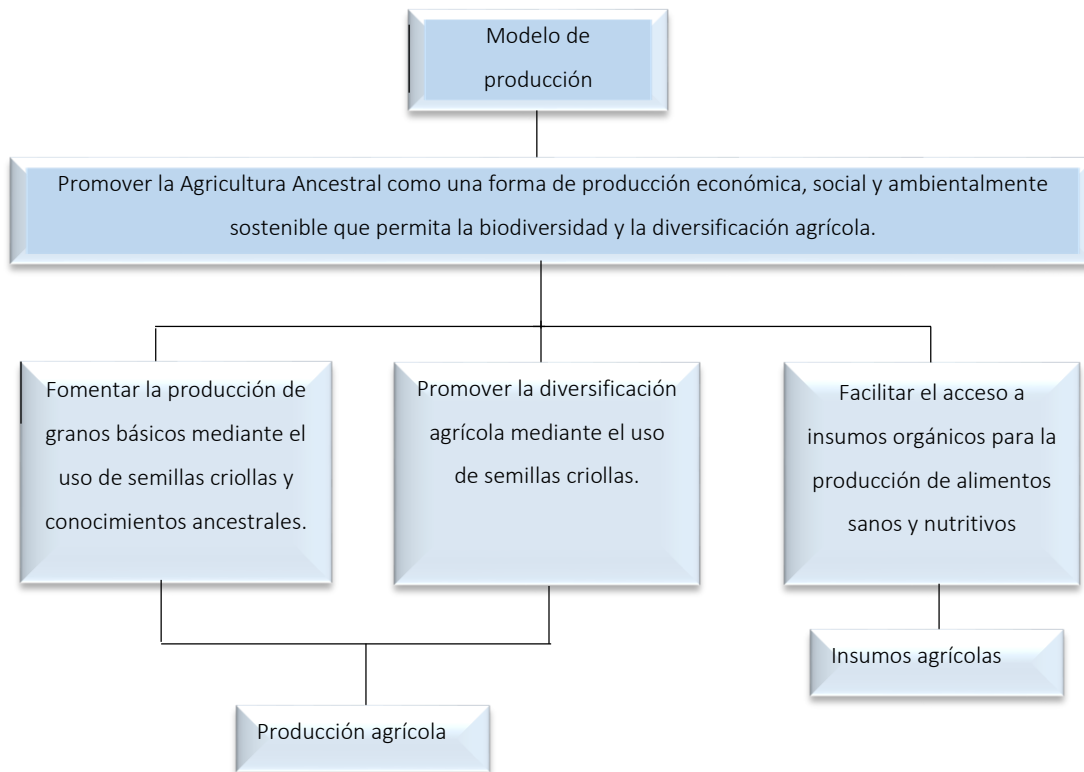 Modelo de
producción
Promover la Agricultura Ancestral como una forma de producción económica, social y ambientalmente
sostenible que permita la biodiversidad y la diversificación agrícola.
Fomentar la producción de
granos básicos mediante el
uso de semillas criollas y
conocimientos ancestrales.
Promover la diversificación
agrícola mediante el uso
de semillas criollas.
Facilitar el acceso a
insumos orgánicos para la
producción de alimentos
sanos y nutritivos
Insumos agrícolas
Producción agrícola